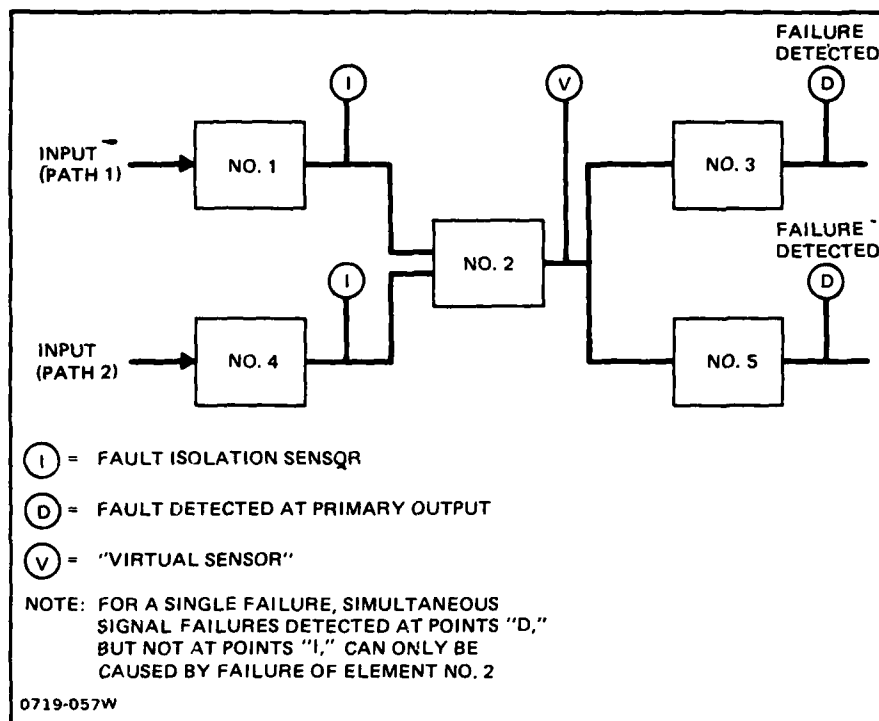 FAILURE
DETECTED
I
V
D
INPUT
(PATH 1)
NO. 1
NO. 3
FAILURE
DETECTED
I
NO. 2
D
INPUT
(PATH 2)
NO. 4
NO. 5
I = FAULT ISOLATION SENSOR
D = FAULT DETECTED AT PRIMARY OUTPUT
V = "VIRTUAL SENSOR"
NOTE: FOR A SINGLE FAILURE, SIMULTANEOUS
SIGNAL FAILURES DETECTED AT POINTS "D,"
BUT NOT AT POINTS "I," CAN ONLY BE
CAUSED BY FAILURE OF ELEMENT NO. 2
0719-057W